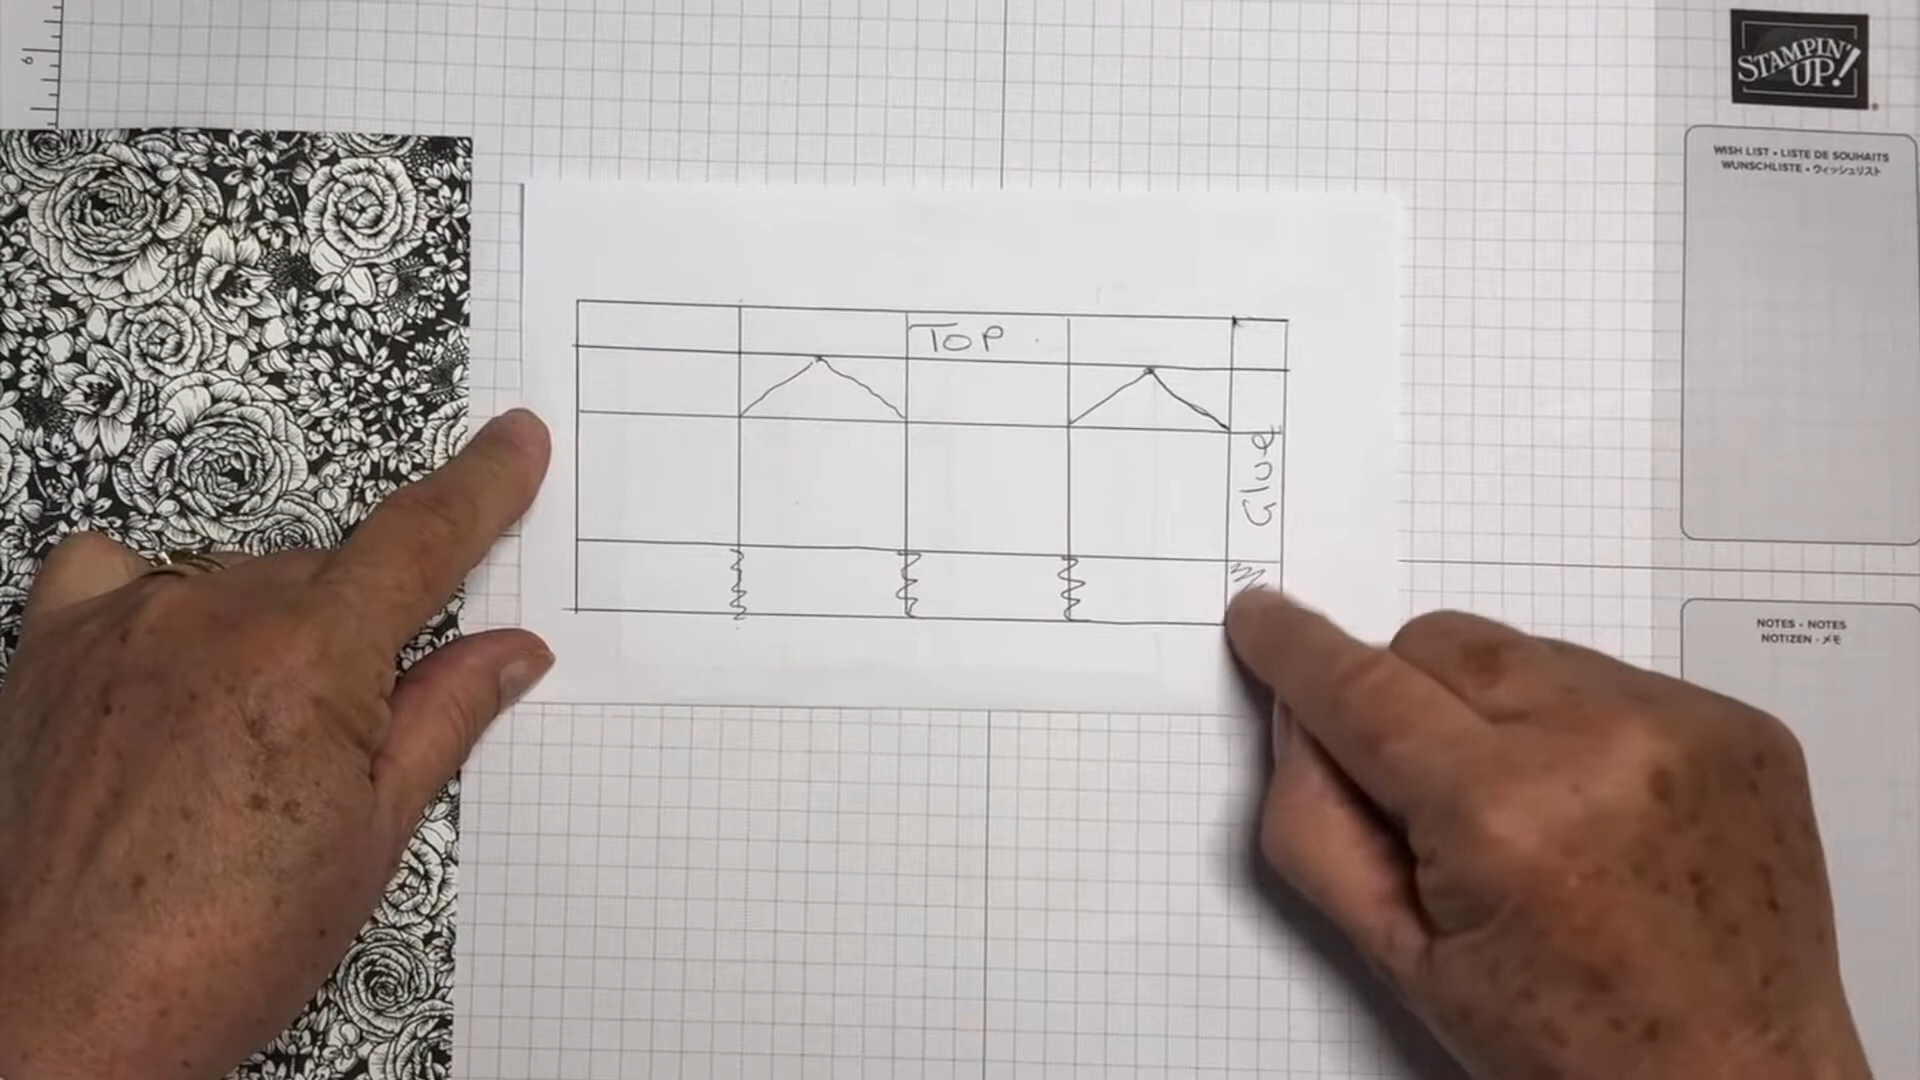 6
STAMPIN'
UP!®
WISH LIST • LISTE DE SOUHAITS
WUNSCHLISTE • ウィッシュリスト
TOP
Glue
NOTES • NOTES
NOTIZEN • メモ